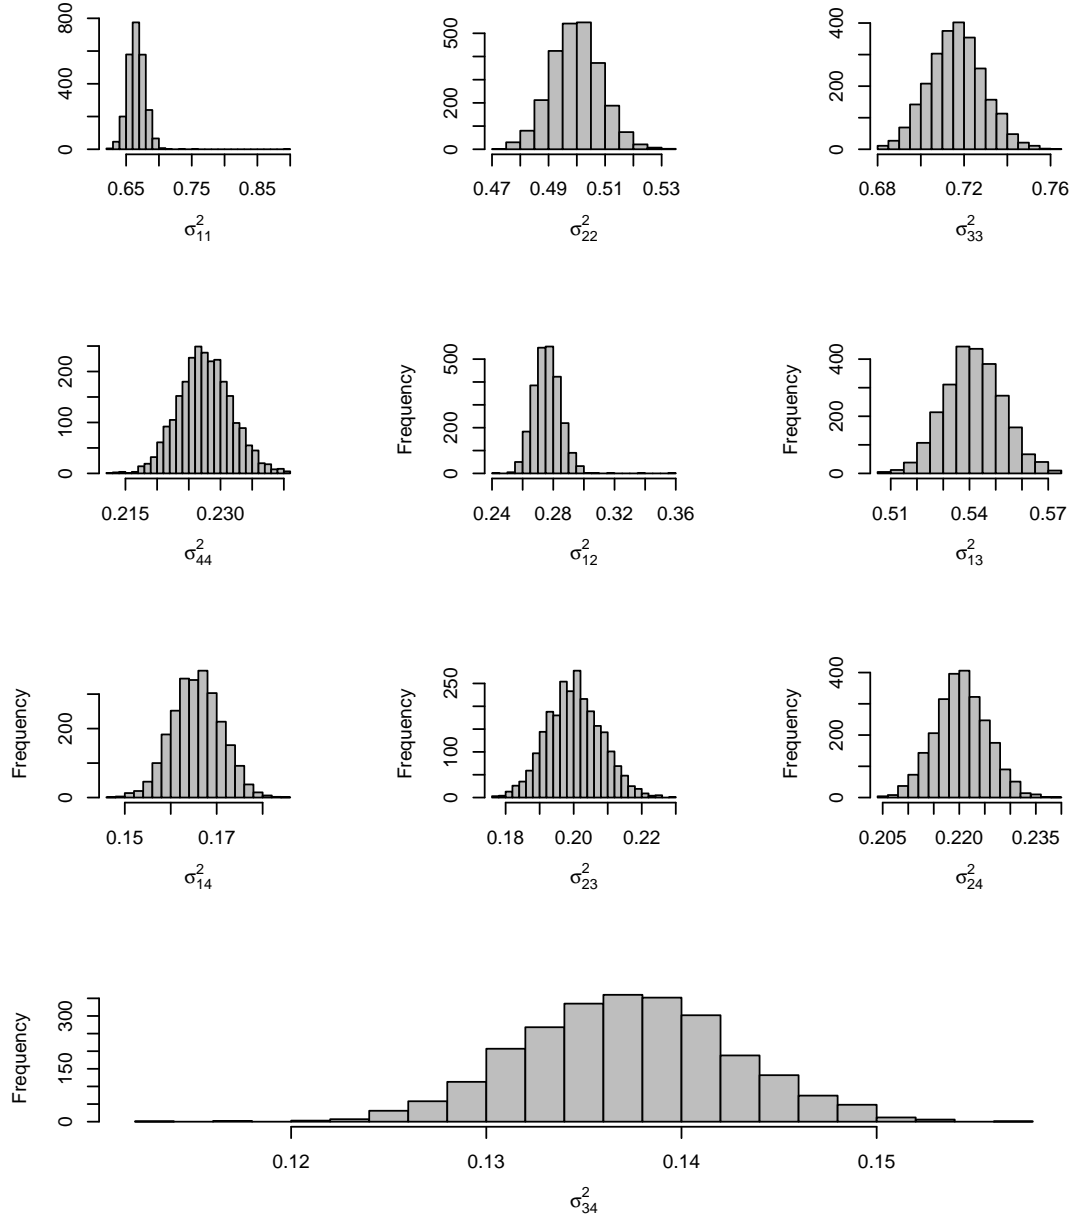 0 400 800
0.65 0.75 0.85
σ²₁₁
0 200 500
0.47 0.49 0.51 0.53
σ²₂₂
0 200 400
0.68 0.72 0.76
σ²₃₃
0 100 200
0.215 0.230
σ²₄₄
Frequency
0 200 500
0.24 0.28 0.32 0.36
σ²₁₂
Frequency
0 200 400
0.51 0.54 0.57
σ²₁₃
Frequency
0 200
0.15 0.17
σ²₁₄
Frequency
0 100 250
0.18 0.20 0.22
σ²₂₃
Frequency
0 200 400
0.205 0.220 0.235
σ²₂₄
Frequency
0 150 300
0.12 0.13 0.14 0.15
σ²₃₄